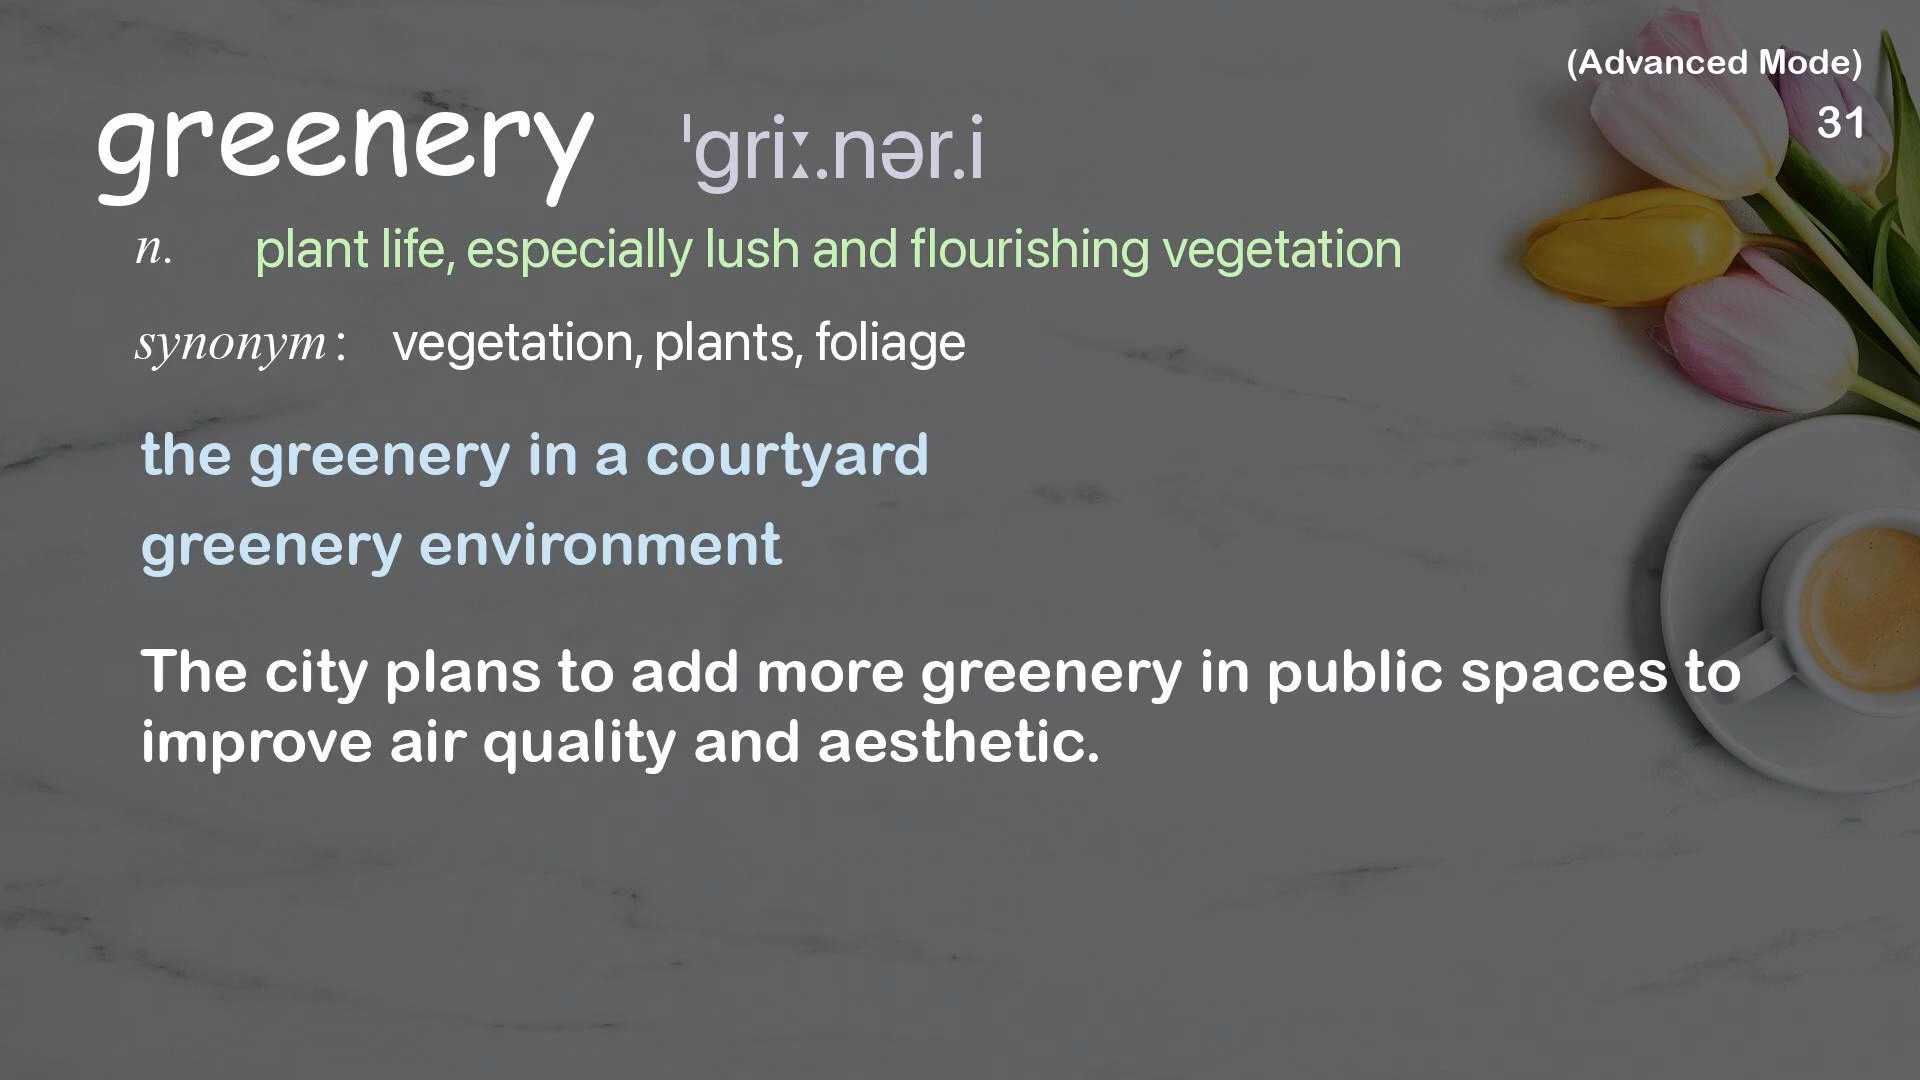 (Advanced Mode)
31
greenery ˈɡriː.nər.i
n. plant life, especially lush and flourishing vegetation
synonym: vegetation, plants, foliage
the greenery in a courtyard
greenery environment
The city plans to add more greenery in public spaces to
improve air quality and aesthetic.